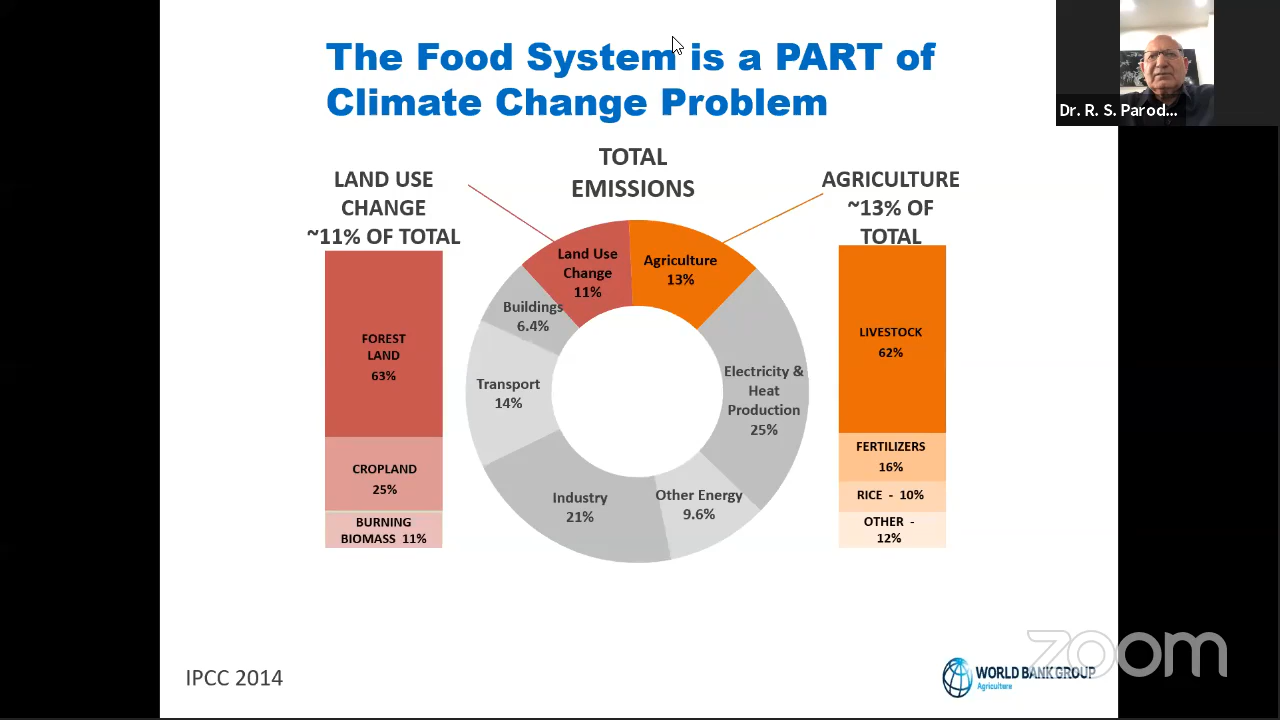 The Food System is a PART of
Climate Change Problem
Dr. R. S. Parod...
TOTAL
EMISSIONS
LAND USE
CHANGE
~11% OF TOTAL
AGRICULTURE
~13% OF
TOTAL
Land Use
Change
11%
Agriculture
13%
Buildings
6.4%
Transport
14%
Electricity &
Heat
Production
25%
Industry
21%
Other Energy
9.6%
FOREST
LAND
63%
CROPLAND
25%
BURNING
BIOMASS 11%
LIVESTOCK
62%
FERTILIZERS
16%
RICE - 10%
OTHER -
12%
IPCC 2014
WORLD BANK GROUP
Agriculture
zoom